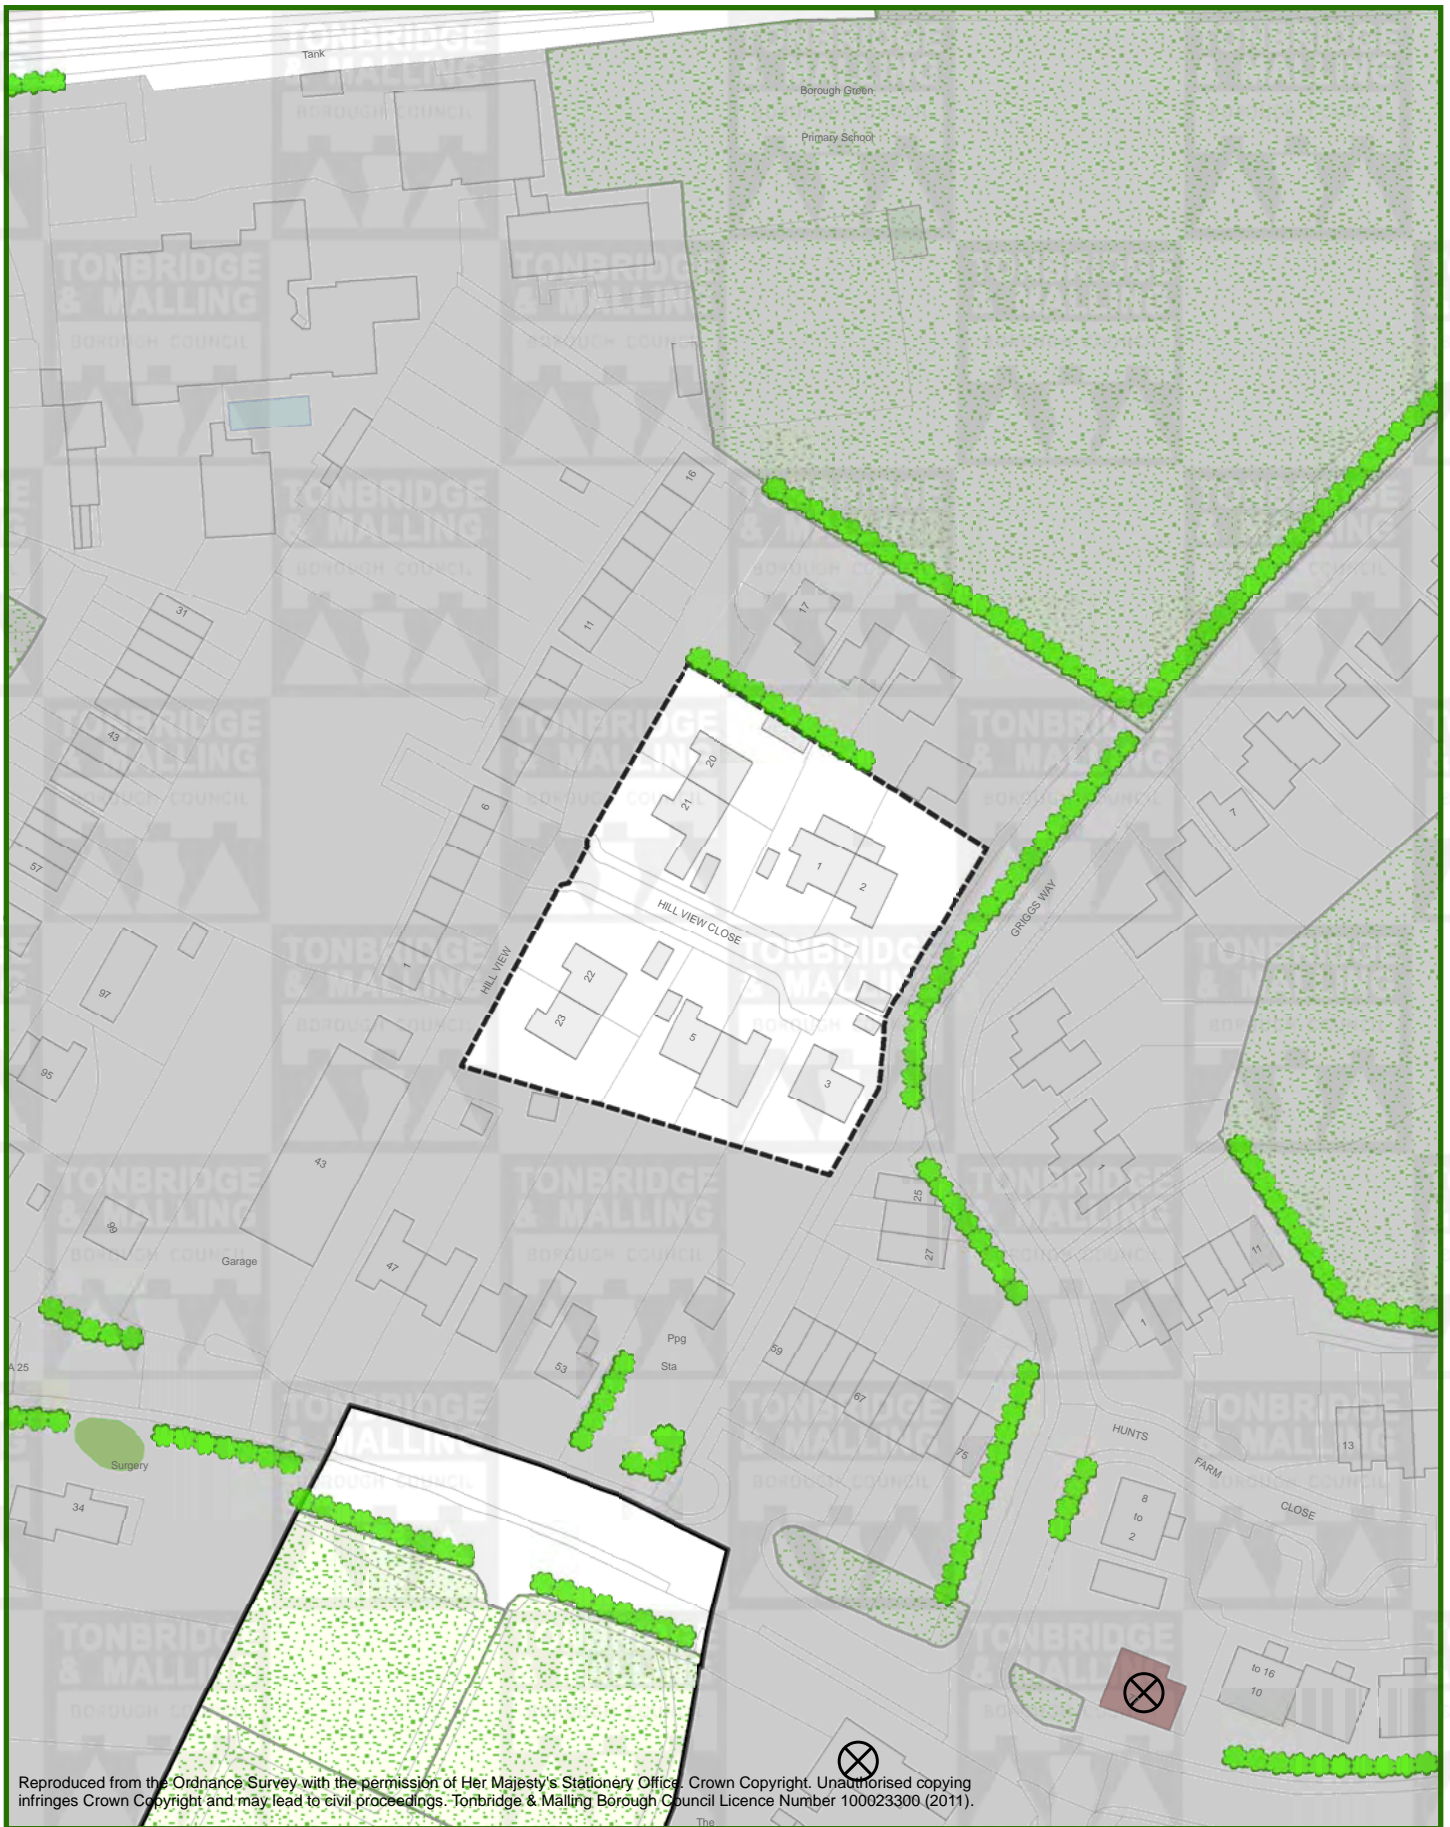 Tank
Borough Green
Primary School
16
17
11
31
43
57
6
20
21
1
2
HILL VIEW CLOSE
7
GRIGGS WAY
1
HILL VIEW
22
23
5
3
97
95
43
99
Garage
47
53
Ppg
Sta
25
27
1
11
1
59
67
75
A 25
Surgery
34
HUNTS
FARM
CLOSE
13
8
to
2
to 16
10
The
TONBRIDGE
& MALLING
BOROUGH COUNCIL
Reproduced from the Ordnance Survey with the permission of Her Majesty's Stationery Office. Crown Copyright. Unauthorised copying
infringes Crown Copyright and may lead to civil proceedings. Tonbridge & Malling Borough Council Licence Number 100023300 (2011).